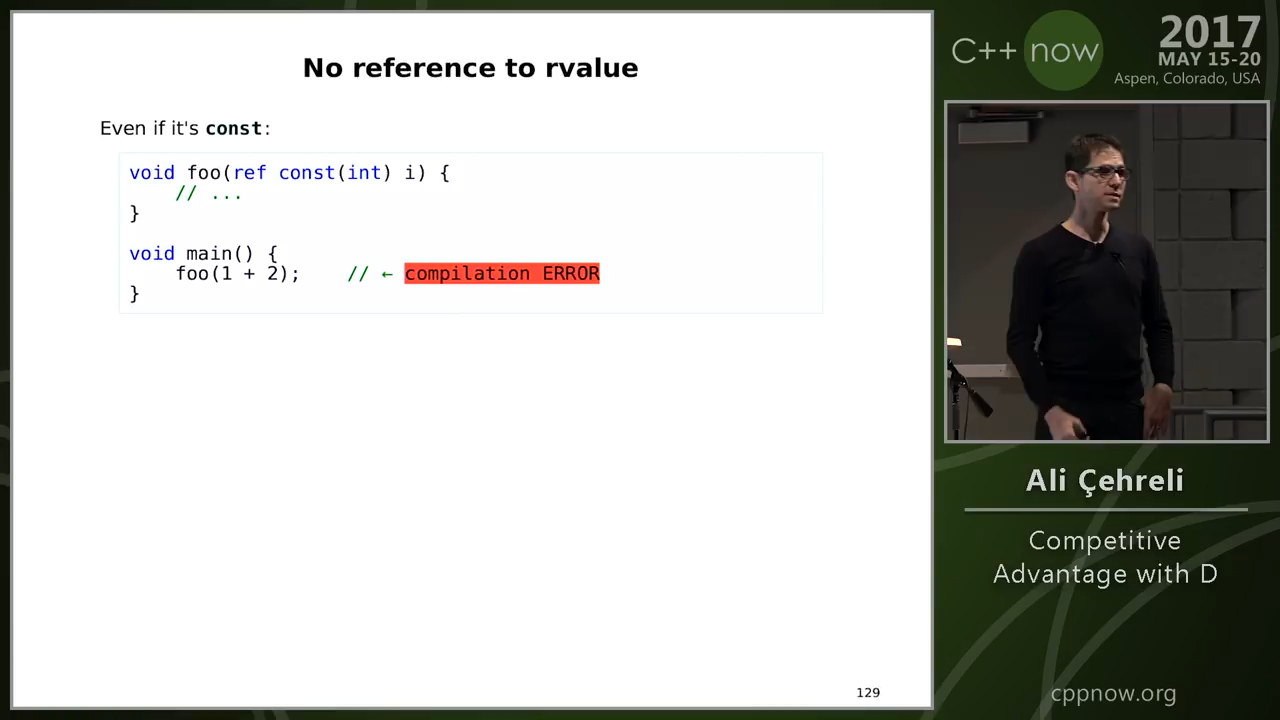 No reference to rvalue
Even if it's const:
void foo(ref const(int) i) {
    // ...
}
void main() {
    foo(1 + 2);    // ← compilation ERROR
}
129
C++ now
2017
MAY 15-20
Aspen, Colorado, USA
Ali Çehreli
Competitive
Advantage with D
cppnow.org